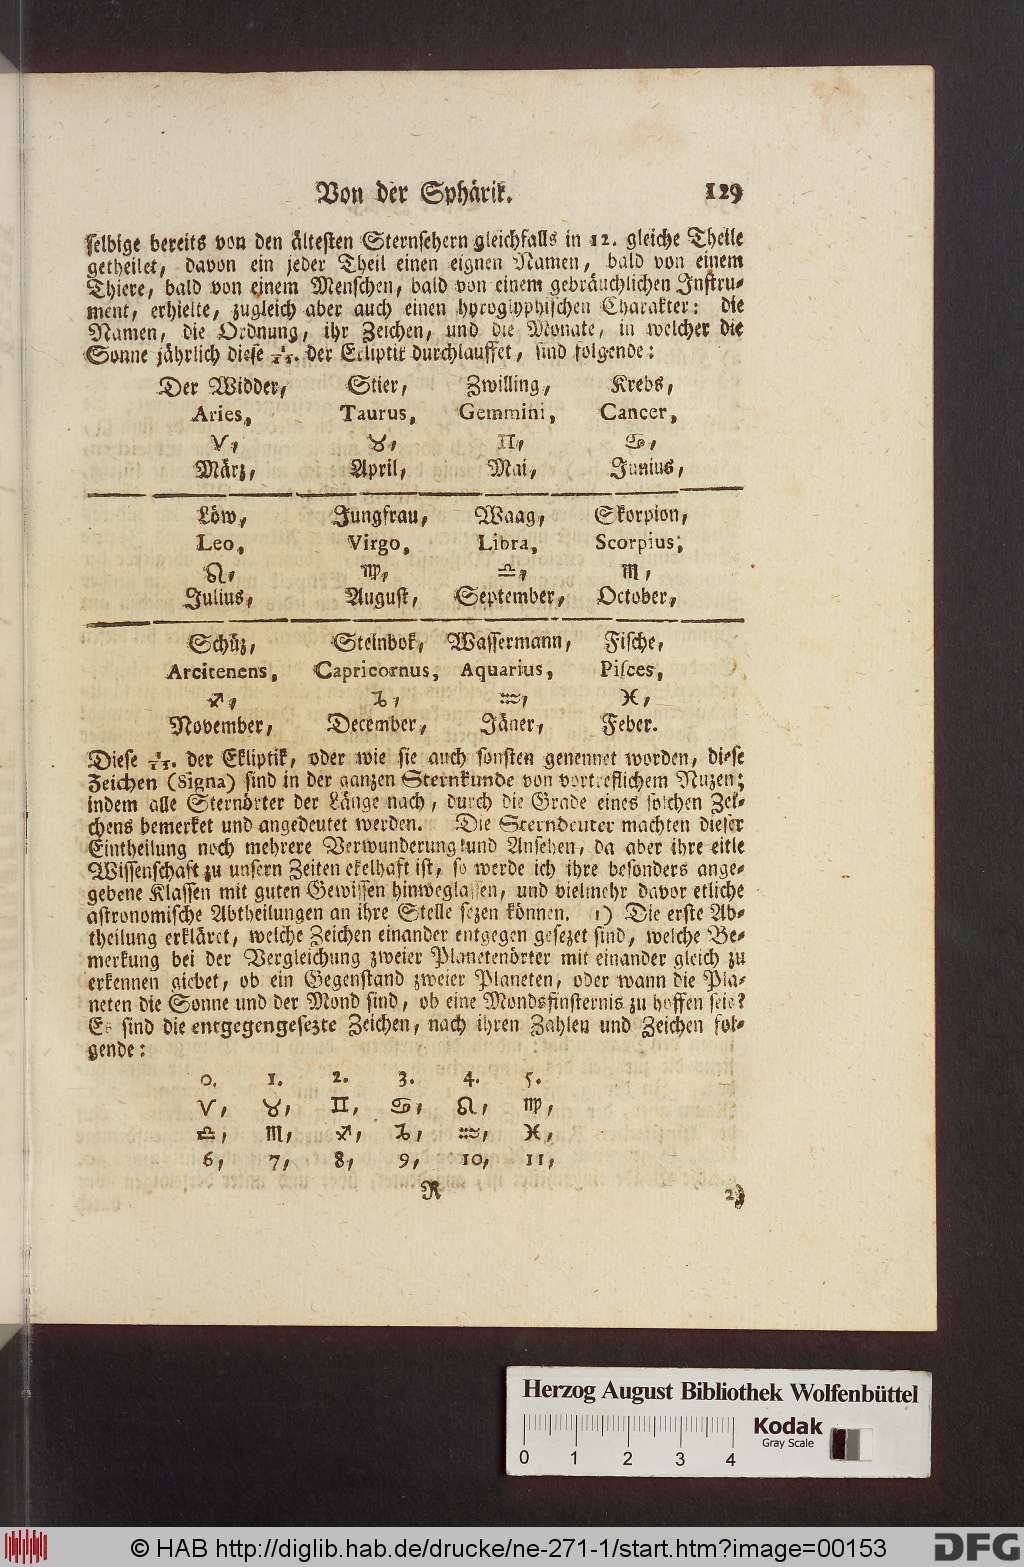 Von der Sphärik. 129
selbige bereits von den ältesten Sternsehern gleichfalls in 12. gleiche Theile
getheilet, davon ein jeder Theil einen eignen Namen, bald von einem
Thiere, bald von einem Menschen, bald von einem gebräuchlichen Instru-
ment, erhielte, zugleich aber auch einen hyroglyphischen Charakter: die
Namen, die Ordnung, ihr Zeichen, und die Monate, in welcher die
Sonne jährlich diese 1/12. der Ecliptik durchlauffet, sind folgende:
Der Widder, Stier, Zwilling, Krebs,
Aries, Taurus, Gemmini, Cancer,
♈, ♉, ♊, ♋,
März, April, Mai, Junius,
Löw, Jungfrau, Waag, Skorpion,
Leo, Virgo, Libra, Scorpius,
♌, ♍, ♎, ♏,
Julius, August, September, October,
Schüz, Steinbok, Wassermann, Fische,
Arcitenens, Capricornus, Aquarius, Pisces,
♐, ♑, ♒, ♓,
November, December, Jäner, Feber.
Diese 1/12. der Ekliptik, oder wie sie auch sonsten genennet worden, diese
Zeichen (Signa) sind in der ganzen Sternkunde von vortreflichem Nuzen;
indem alle Sternörter der Länge nach, durch die Grade eines solchen Zei-
chens bemerket und angedeutet werden. Die Sterndeuter machten dieser
Eintheilung noch mehrere Verwunderung und Ansehen, da aber ihre eitle
Wissenschaft zu unsern Zeiten ekelhaft ist, so werde ich ihre besonders ange-
gebene Klassen mit guten Gewissen hinweglassen, und vielmehr davor etliche
astronomische Abtheilungen an ihre Stelle sezen können. 1) Die erste Ab-
theilung erkläret, welche Zeichen einander entgegen gesezet sind, welche Be-
merkung bei der Vergleichung zweier Planetenörter mit einander gleich zu
erkennen giebet, ob ein Gegenstand zweier Planeten, oder wann die Pla-
neten die Sonne und der Mond sind, ob eine Mondsfinsternis zu hoffen seie?
Es sind die entgegengesezte Zeichen, nach ihren Zahlen und Zeichen fol-
gende:
0. 1. 2. 3. 4. 5.
♈, ♉, ♊, ♋, ♌, ♍,
♎, ♏, ♐, ♑, ♒, ♓,
6, 7, 8, 9, 10, 11,
R 2)
Herzog August Bibliothek Wolfenbüttel
Kodak
Gray Scale
0 1 2 3 4
© HAB http://diglib.hab.de/drucke/ne-271-1/start.htm?image=00153
DFG